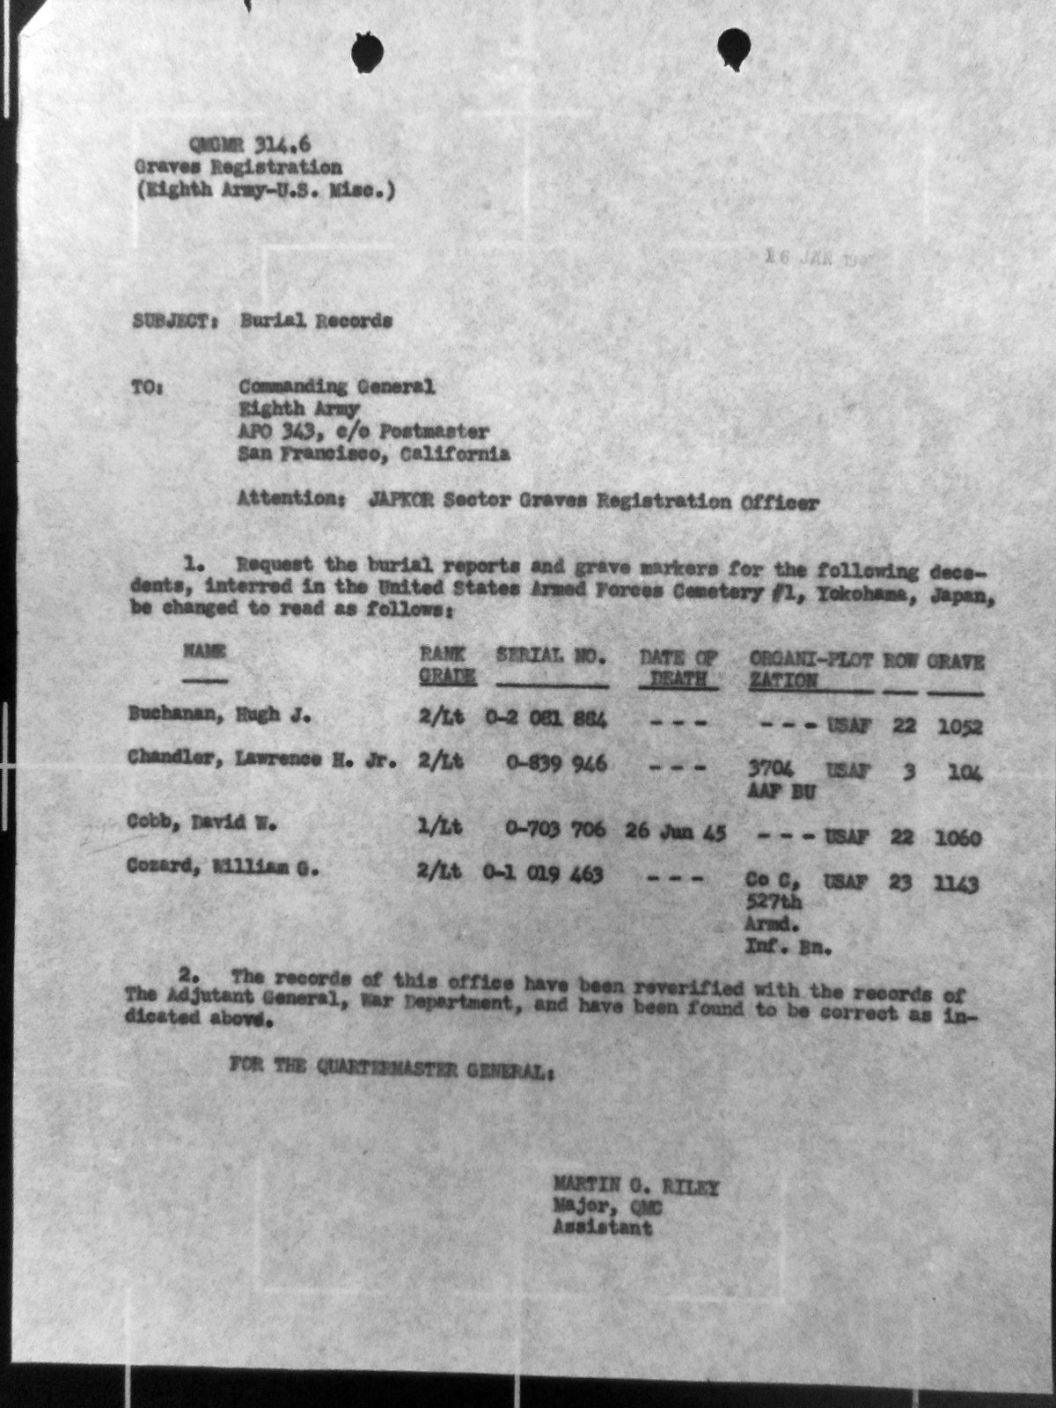 QMGMR 314.6
Graves Registration
(Eighth Army-U.S. Misc.)
SUBJECT: Burial Records
TO: Commanding General
Eighth Army
APO 343, c/o Postmaster
San Francisco, California
Attention: JAPKOR Sector Graves Registration Officer
1. Request the burial reports and grave markers for the following dece-
dents, interred in the United States Armed Forces Cemetery #1, Yokohama, Japan,
be changed to read as follows:
NAME RANK SERIAL NO. DATE OF ORGANI-PLOT ROW GRAVE
GRADE DEATH ZATION
Buchanan, Hugh J. 2/Lt 0-2 081 884 - - - - - - USAF 22 1052
Chandler, Lawrence H. Jr. 2/Lt 0-839 946 - - - 3704 USAF 3 104
AAF BU
Cobb, David W. 1/Lt 0-703 706 26 Jun 45 - - - USAF 22 1060
Cozard, William G. 2/Lt 0-1 019 463 - - - Co C, USAF 23 1143
527th
Armd.
Inf. Bn.
2. The records of this office have been reverified with the records of
The Adjutant General, War Department, and have been found to be correct as in-
dicated above.
FOR THE QUARTERMASTER GENERAL:
MARTIN G. RILEY
Major, QMC
Assistant